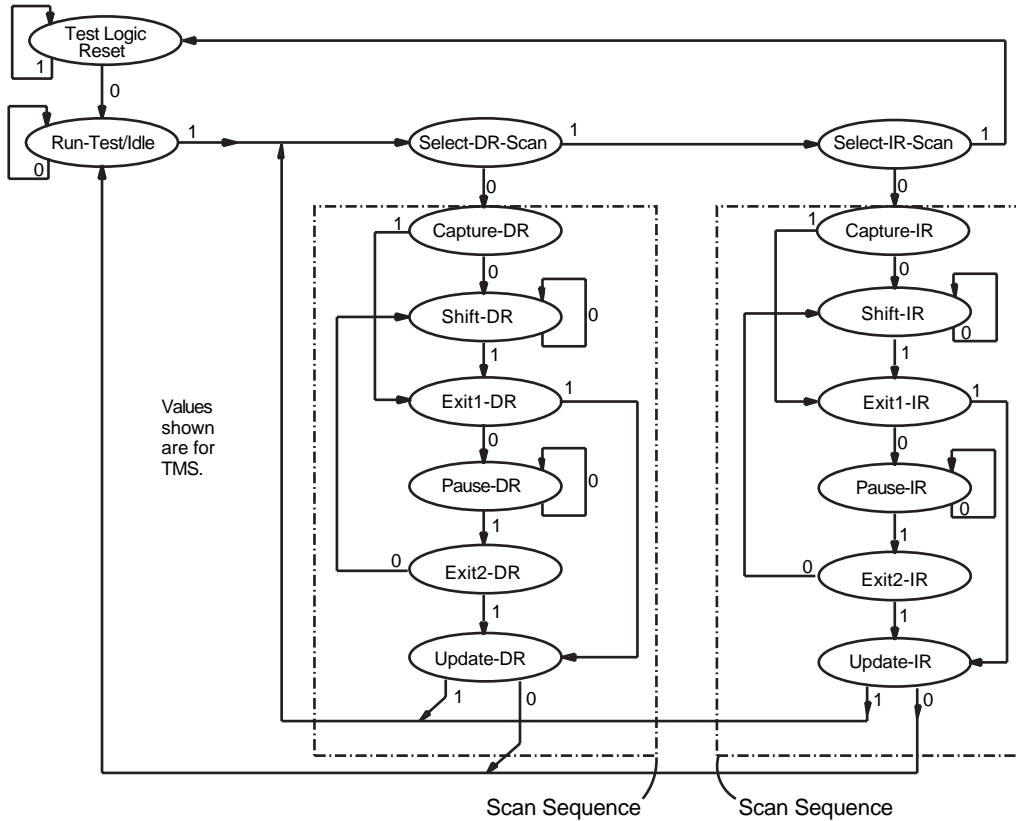 Test Logic
Reset
1
0
Run-Test/Idle
1
0
Select-DR-Scan
1
0
Select-IR-Scan
1
0
1
Capture-DR
0
Shift-DR
0
1
Exit1-DR
1
0
Pause-DR
0
1
0
Exit2-DR
1
Update-DR
1
0
1
Capture-IR
0
Shift-IR
0
1
Exit1-IR
1
0
Pause-IR
0
1
0
Exit2-IR
1
Update-IR
1
0
Values
shown
are for
TMS.
Scan Sequence
Scan Sequence